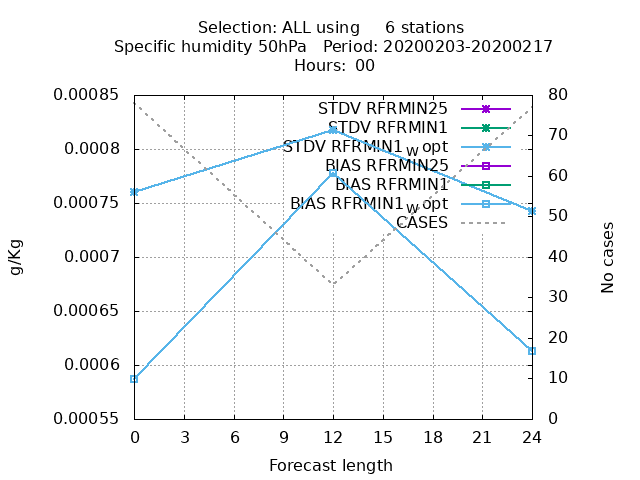 Selection: ALL using     6 stations
Specific humidity 50hPa   Period: 20200203-20200217
Hours:  00
0.00085
0.0008
0.00075
0.0007
0.00065
0.0006
0.00055
g/Kg
80
70
60
50
40
30
20
10
0
No cases
STDV RFRMIN25
STDV RFRMIN1
STDV RFRMIN1_w opt
BIAS RFRMIN25
BIAS RFRMIN1
BIAS RFRMIN1_w opt
CASES
0 3 6 9 12 15 18 21 24
Forecast length